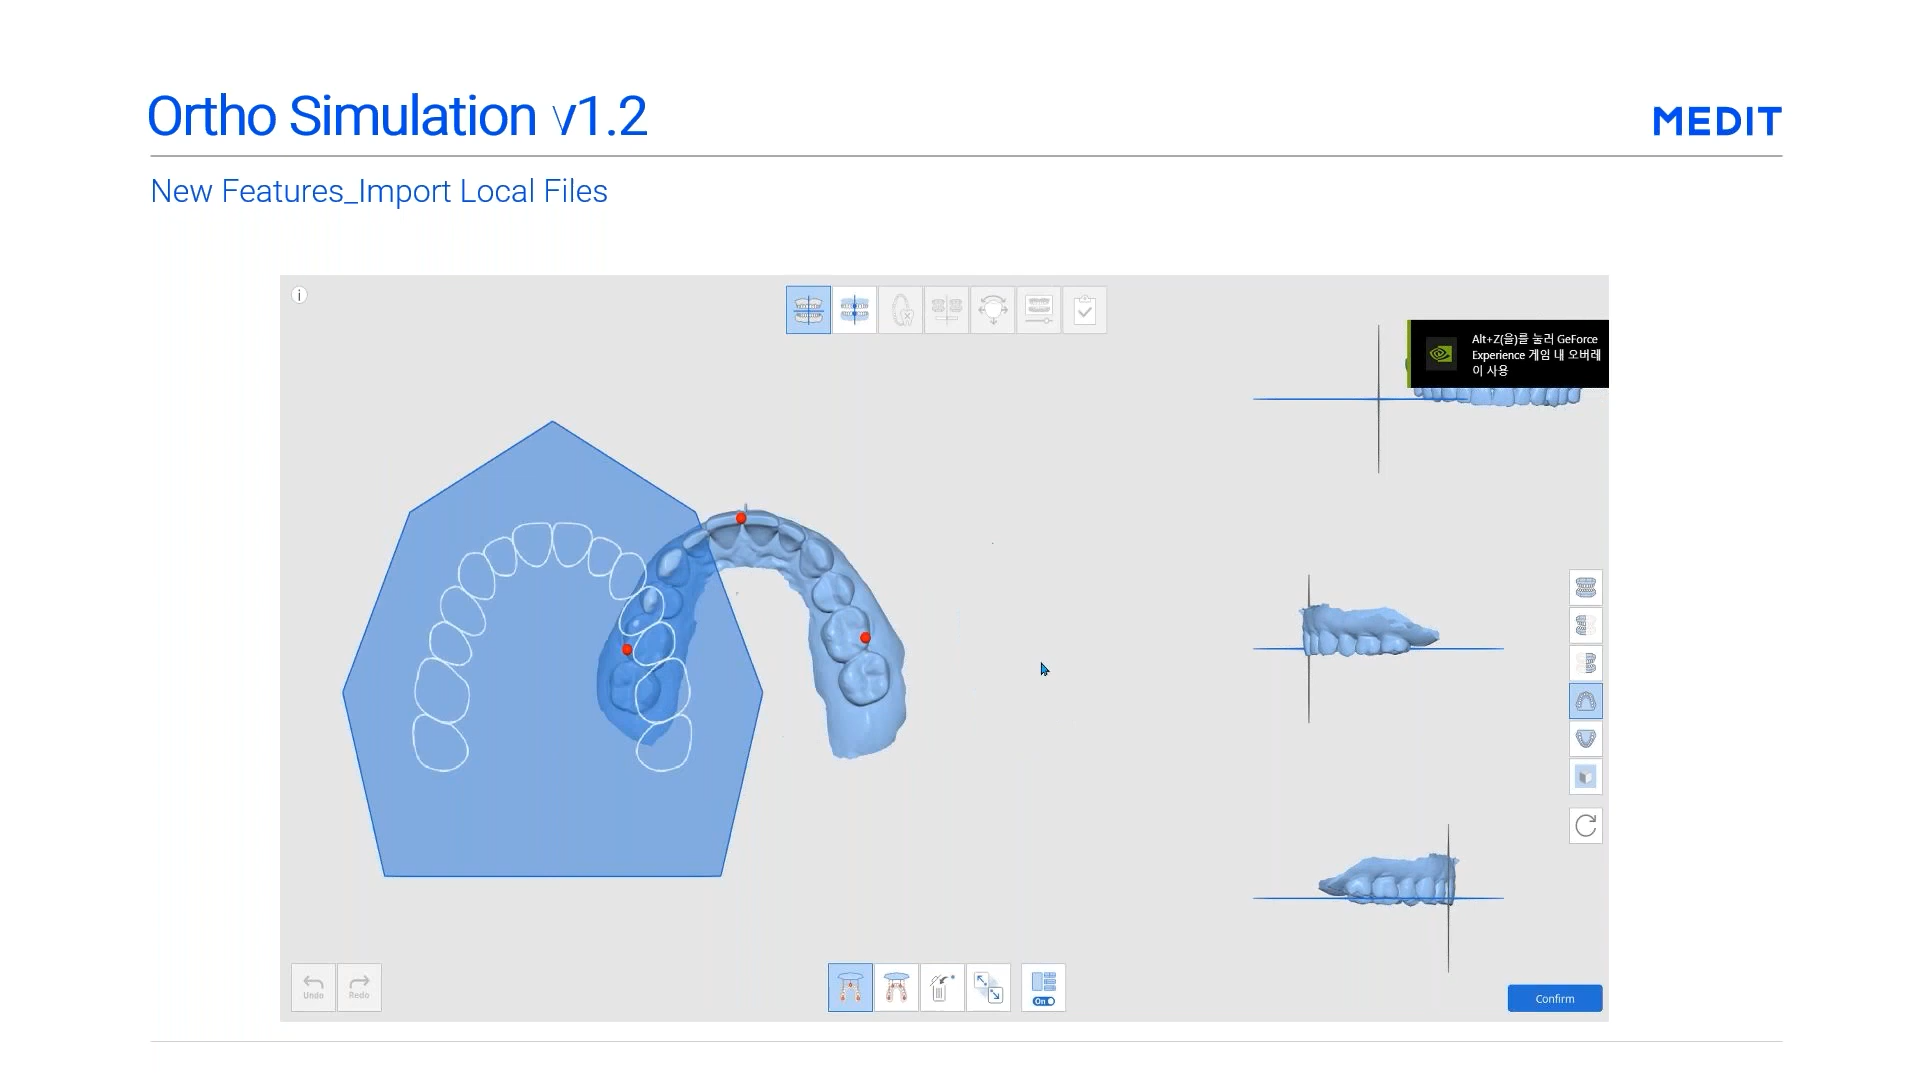 Ortho Simulation v1.2
MEDIT
New Features_Import Local Files
i
Alt+Z(을)를 눌러 GeForce
Experience 게임 내 오버레
이 사용
Undo
Redo
On
Confirm